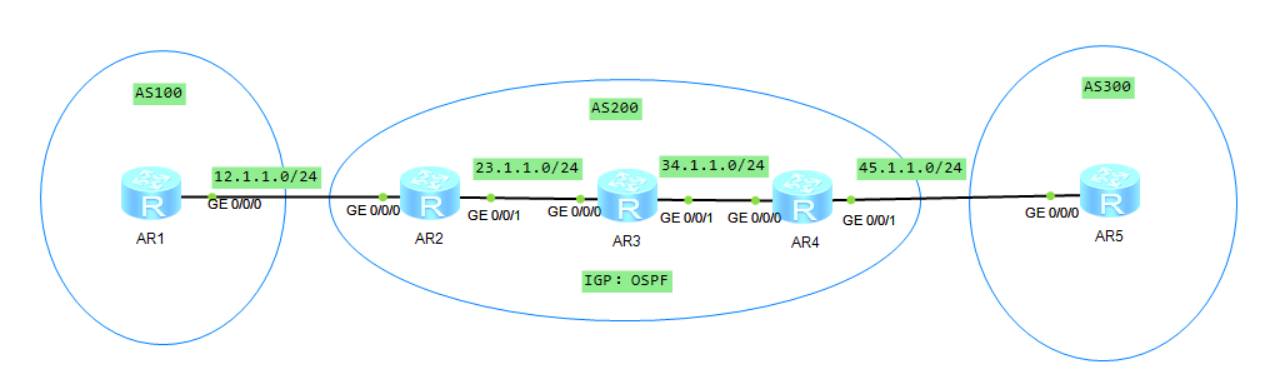 AS100
AS200
AS300
12.1.1.0/24
23.1.1.0/24
34.1.1.0/24
45.1.1.0/24
R
R
R
R
R
GE 0/0/0
GE 0/0/0
GE 0/0/1
GE 0/0/0
GE 0/0/1
GE 0/0/0
GE 0/0/1
GE 0/0/0
AR1
AR2
AR3
AR4
AR5
IGP: OSPF